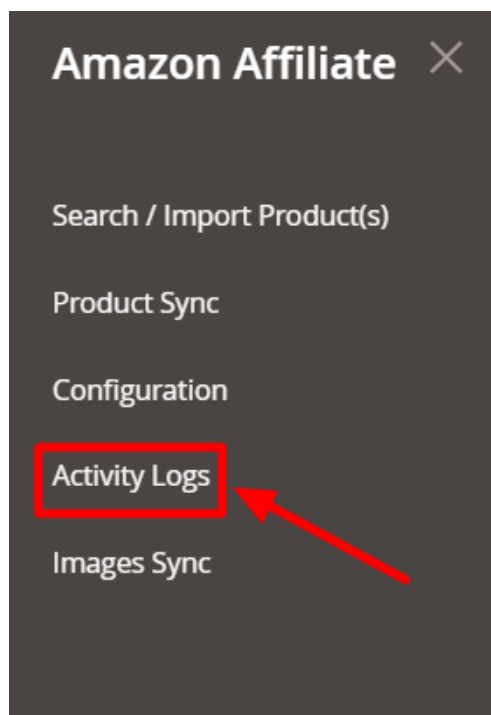 Amazon Affiliate
Search / Import Product(s)
Product Sync
Configuration
Activity Logs
Images Sync